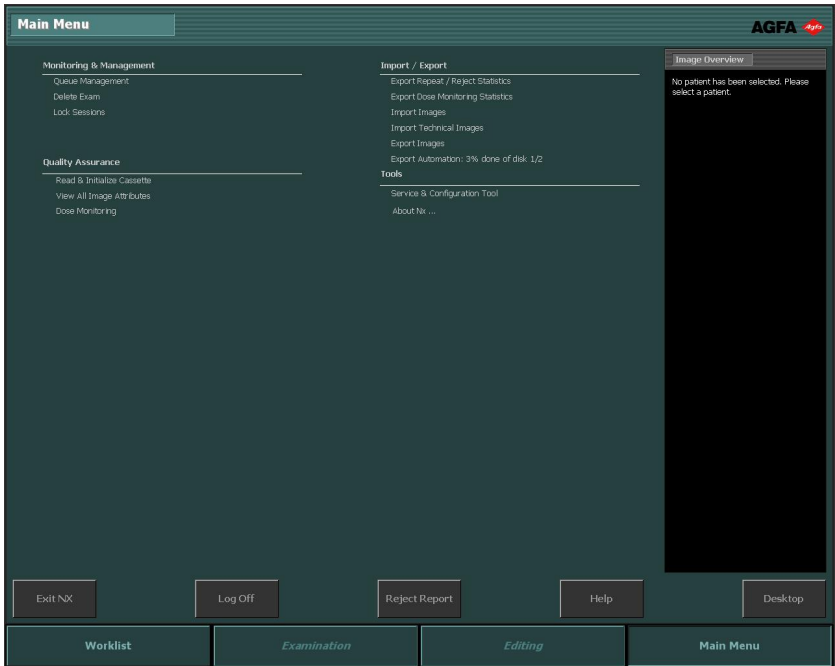 Main Menu
AGFA
Agfa
Monitoring & Management
Queue Management
Delete Exam
Lock Sessions
Quality Assurance
Read & Initialize Cassette
View All Image Attributes
Dose Monitoring
Import / Export
Export Repeat / Reject Statistics
Export Dose Monitoring Statistics
Import Images
Import Technical Images
Export Images
Export Automation: 3% done of disk 1/2
Tools
Service & Configuration Tool
About Nx ...
Image Overview
No patient has been selected. Please
select a patient.
Exit NX
Log Off
Reject Report
Help
Desktop
Worklist
Examination
Editing
Main Menu